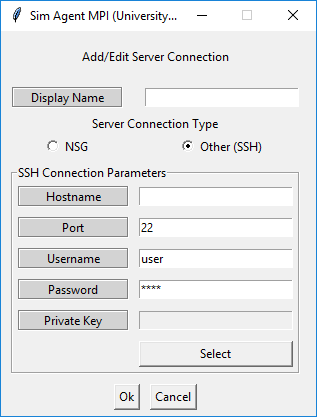 Sim Agent MPI (University...
Add/Edit Server Connection
Display Name
Server Connection Type
NSG Other (SSH)
SSH Connection Parameters
Hostname
Port 22
Username user
Password ****
Private Key
Select
Ok Cancel